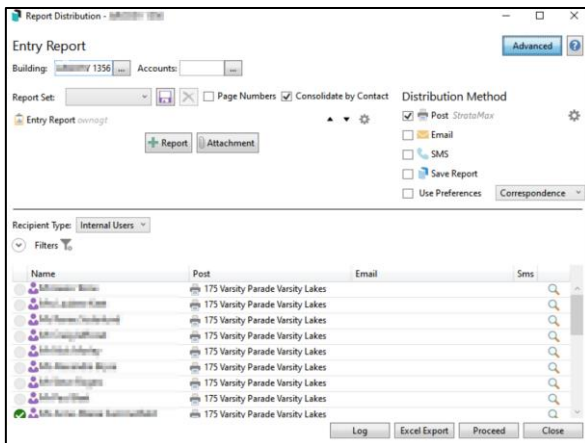 Report Distribution -
Entry Report
Advanced
Building: 1356 ... Accounts: ...
Report Set: Page Numbers Consolidate by Contact
Distribution Method
Entry Report ownogt
Post StrataMax
Report Attachment
Email
SMS
Save Report
Use Preferences Correspondence
Recipient Type: Internal Users
Filters
Name Post Email Sms
175 Varsity Parade Varsity Lakes
175 Varsity Parade Varsity Lakes
175 Varsity Parade Varsity Lakes
175 Varsity Parade Varsity Lakes
175 Varsity Parade Varsity Lakes
175 Varsity Parade Varsity Lakes
175 Varsity Parade Varsity Lakes
175 Varsity Parade Varsity Lakes
175 Varsity Parade Varsity Lakes
Log Excel Export Proceed Close